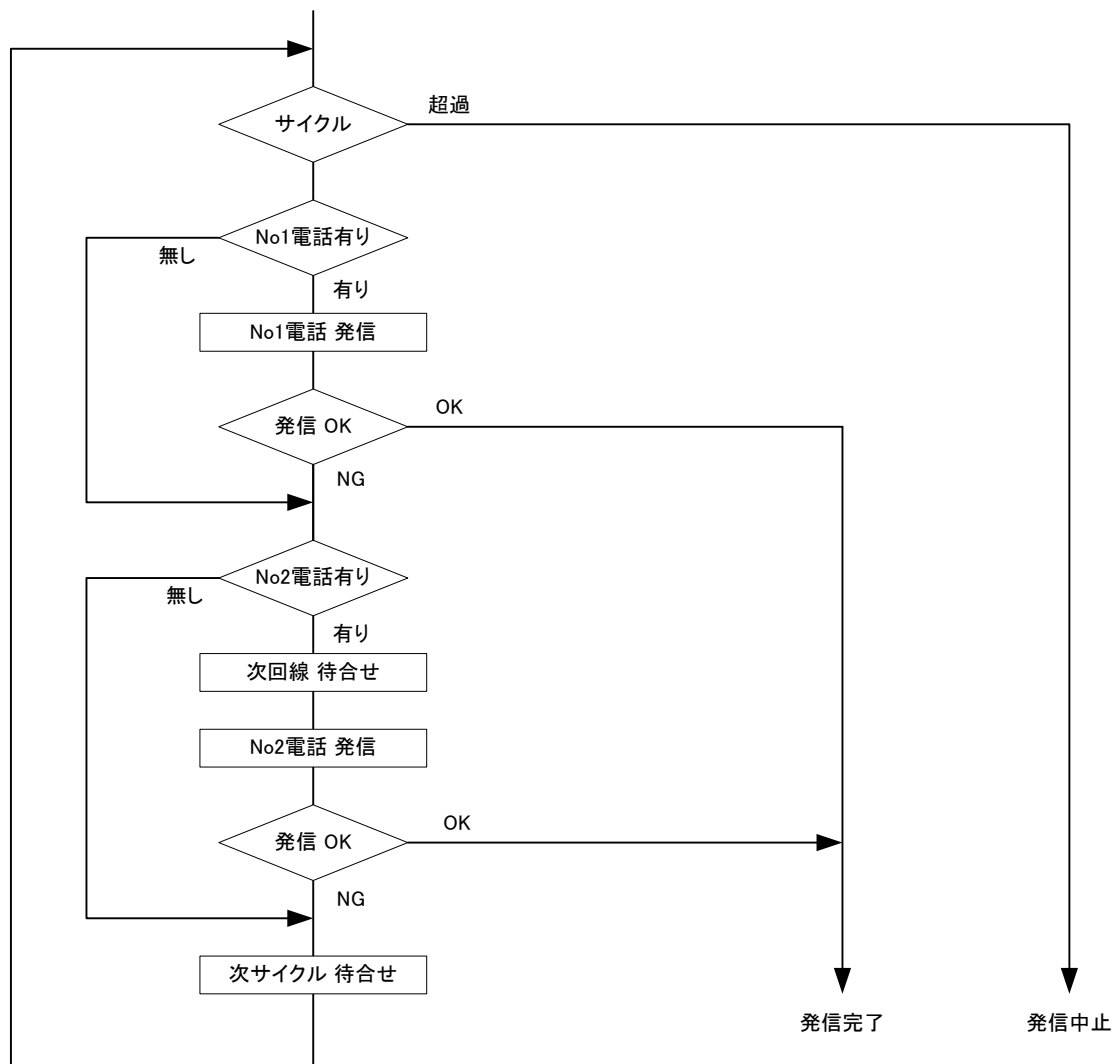 超過
サイクル
No1電話有り
無し
有り
No1電話 発信
発信 OK
OK
NG
No2電話有り
無し
有り
次回線 待合せ
No2電話 発信
発信 OK
OK
NG
次サイクル 待合せ
発信完了
発信中止